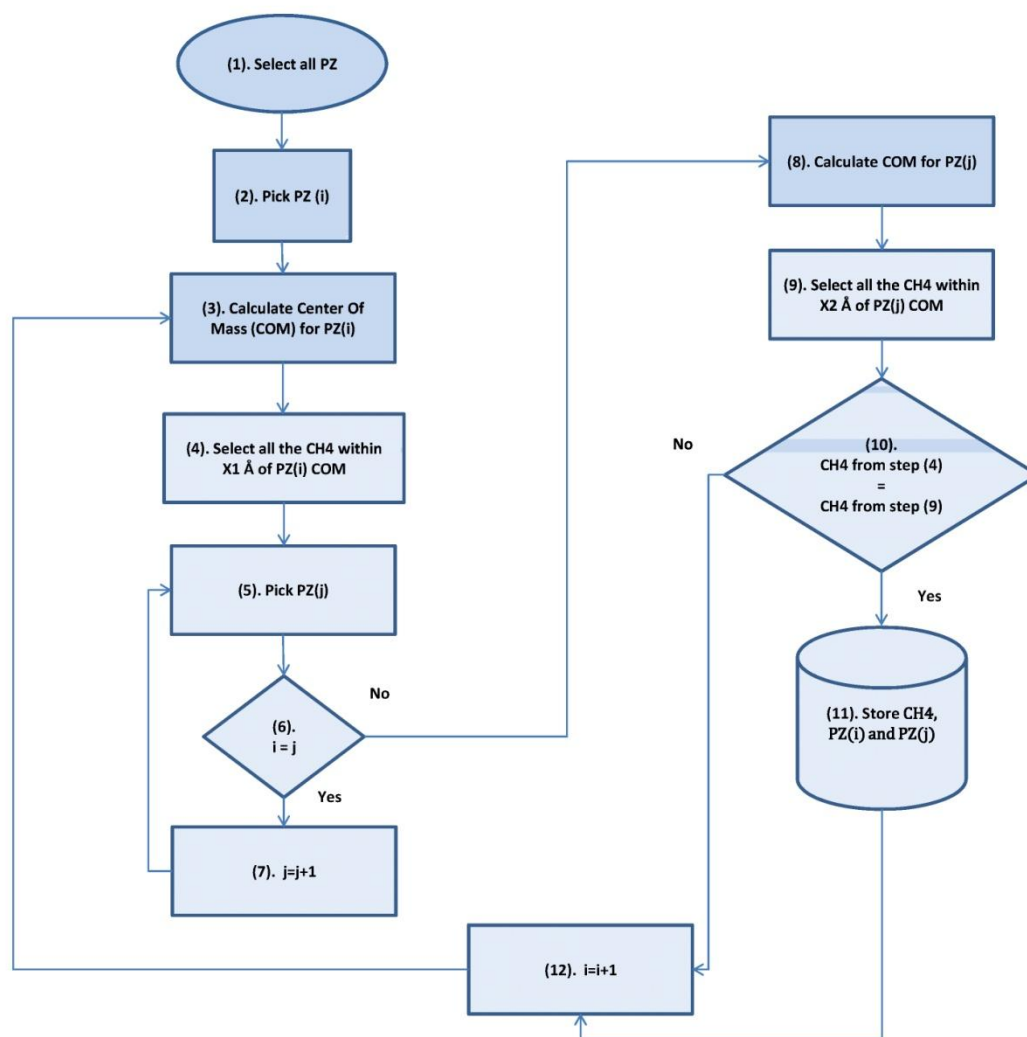 (1). Select all PZ
(2). Pick PZ (i)
(3). Calculate Center Of
Mass (COM) for PZ(i)
(4). Select all the CH4 within
X1 Å of PZ(i) COM
(5). Pick PZ(j)
No
(6).
i = j
Yes
(7). j=j+1
(8). Calculate COM for PZ(j)
(9). Select all the CH4 within
X2 Å of PZ(j) COM
No
(10).
CH4 from step (4)
=
CH4 from step (9)
Yes
(11). Store CH4,
PZ(i) and PZ(j)
(12). i=i+1